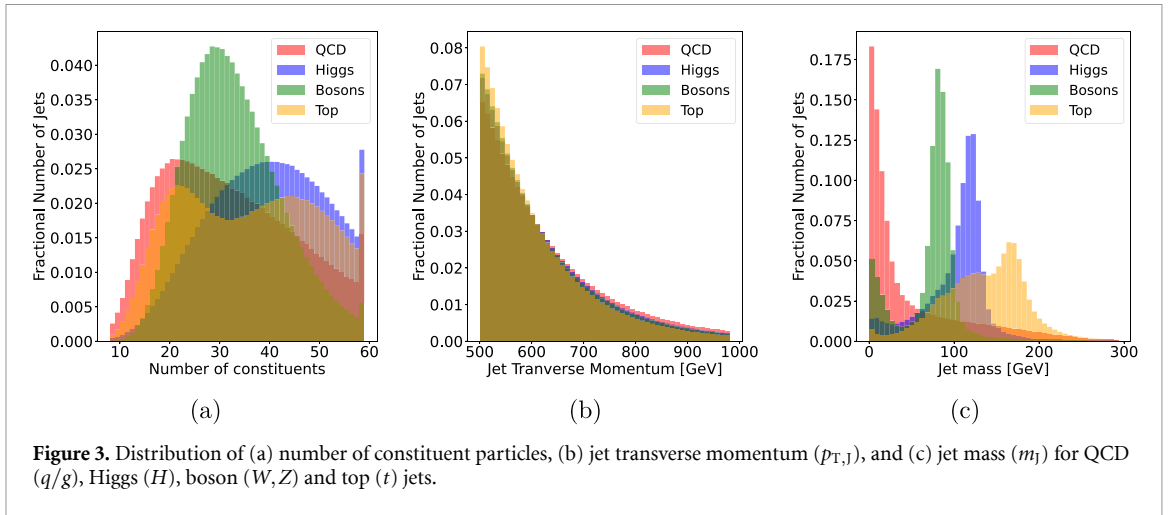 0.040
0.035
0.030
0.025
0.020
0.015
0.010
0.005
0.000
Fractional Number of Jets
QCD
Higgs
Bosons
Top
10 20 30 40 50 60
Number of constituents
(a)
0.08
0.07
0.06
0.05
0.04
0.03
0.02
0.01
0.00
Fractional Number of Jets
QCD
Higgs
Bosons
Top
500 600 700 800 900 1000
Jet Tranverse Momentum [GeV]
(b)
0.175
0.150
0.125
0.100
0.075
0.050
0.025
0.000
Fractional Number of Jets
QCD
Higgs
Bosons
Top
0 100 200 300
Jet mass [GeV]
(c)
Figure 3. Distribution of (a) number of constituent particles, (b) jet transverse momentum (p_{T,J}), and (c) jet mass (m_J) for QCD
(q/g), Higgs (H), boson (W,Z) and top (t) jets.